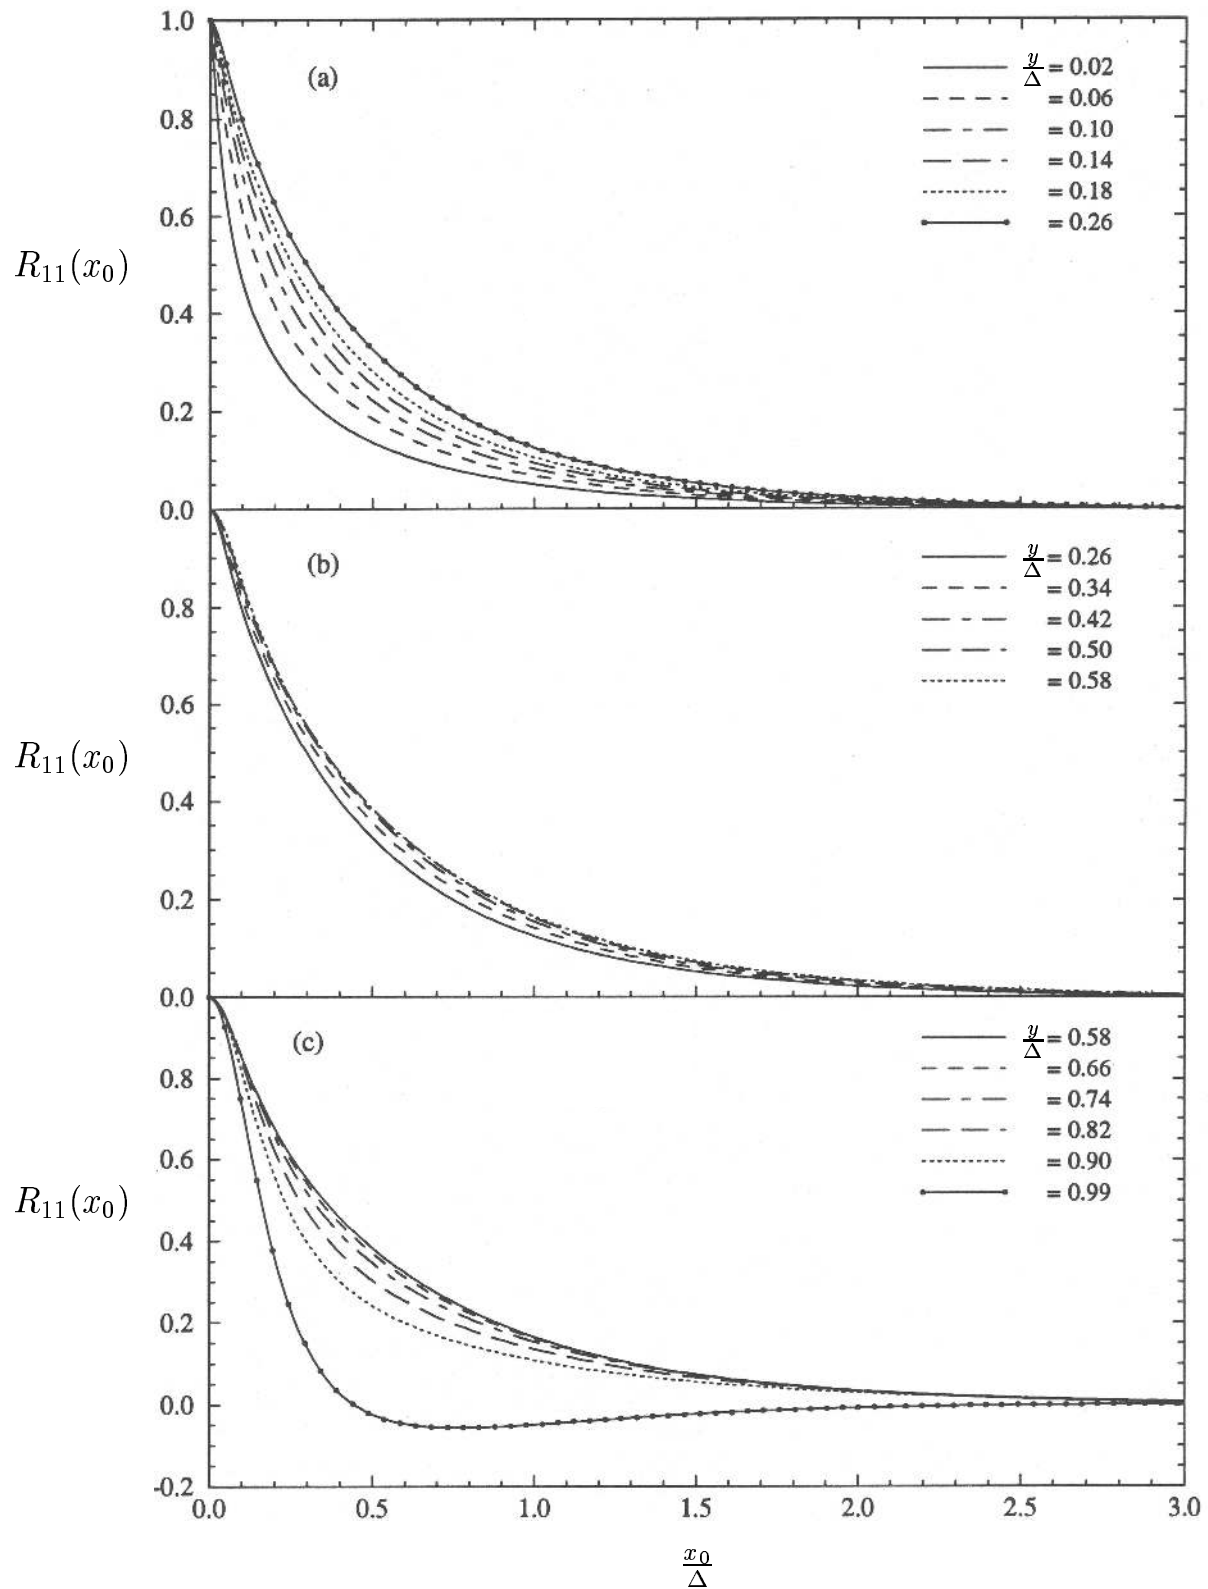 1.0
(a)
y/Δ = 0.02
= 0.06
= 0.10
= 0.14
= 0.18
= 0.26
0.8
0.6
R₁₁(x₀)
0.4
0.2
0.0
(b)
y/Δ = 0.26
= 0.34
= 0.42
= 0.50
= 0.58
0.8
0.6
R₁₁(x₀)
0.4
0.2
0.0
(c)
y/Δ = 0.58
= 0.66
= 0.74
= 0.82
= 0.90
= 0.99
0.8
0.6
R₁₁(x₀)
0.4
0.2
0.0
-0.2
0.0 0.5 1.0 1.5 2.0 2.5 3.0
x₀/Δ